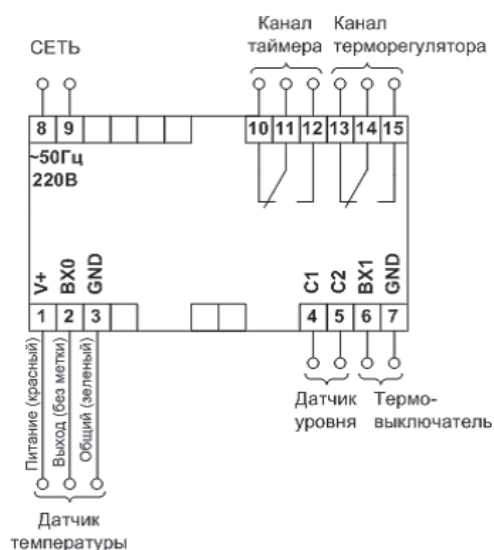 Канал Канал
СЕТЬ таймера терморегулятора
8 9 10 11 12 13 14 15
~50Гц
220В
V+ BX0 GND C1 C2 BX1 GND
1 2 3 4 5 6 7
Питание (красный)
Выход (без метки)
Общий (зеленый)
Датчик Термо-
уровня выключатель
Датчик
температуры